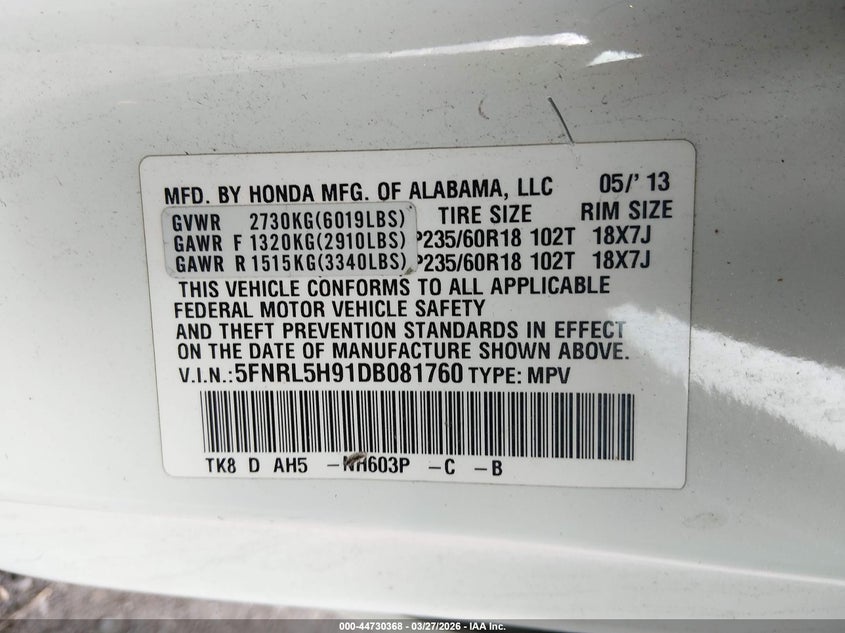 MFD. BY HONDA MFG. OF ALABAMA, LLC 05/' 13
GVWR 2730KG(6019LBS) TIRE SIZE RIM SIZE
GAWR F 1320KG(2910LBS) P235/60R18 102T 18X7J
GAWR R 1515KG(3340LBS) P235/60R18 102T 18X7J
THIS VEHICLE CONFORMS TO ALL APPLICABLE
FEDERAL MOTOR VEHICLE SAFETY
AND THEFT PREVENTION STANDARDS IN EFFECT
ON THE DATE OF MANUFACTURE SHOWN ABOVE.
V.I.N.:5FNRL5H91DB081760 TYPE: MPV
TK8 D AH5 -NH603P -C -B
000-44730368 - 03/27/2026 - IAA Inc.